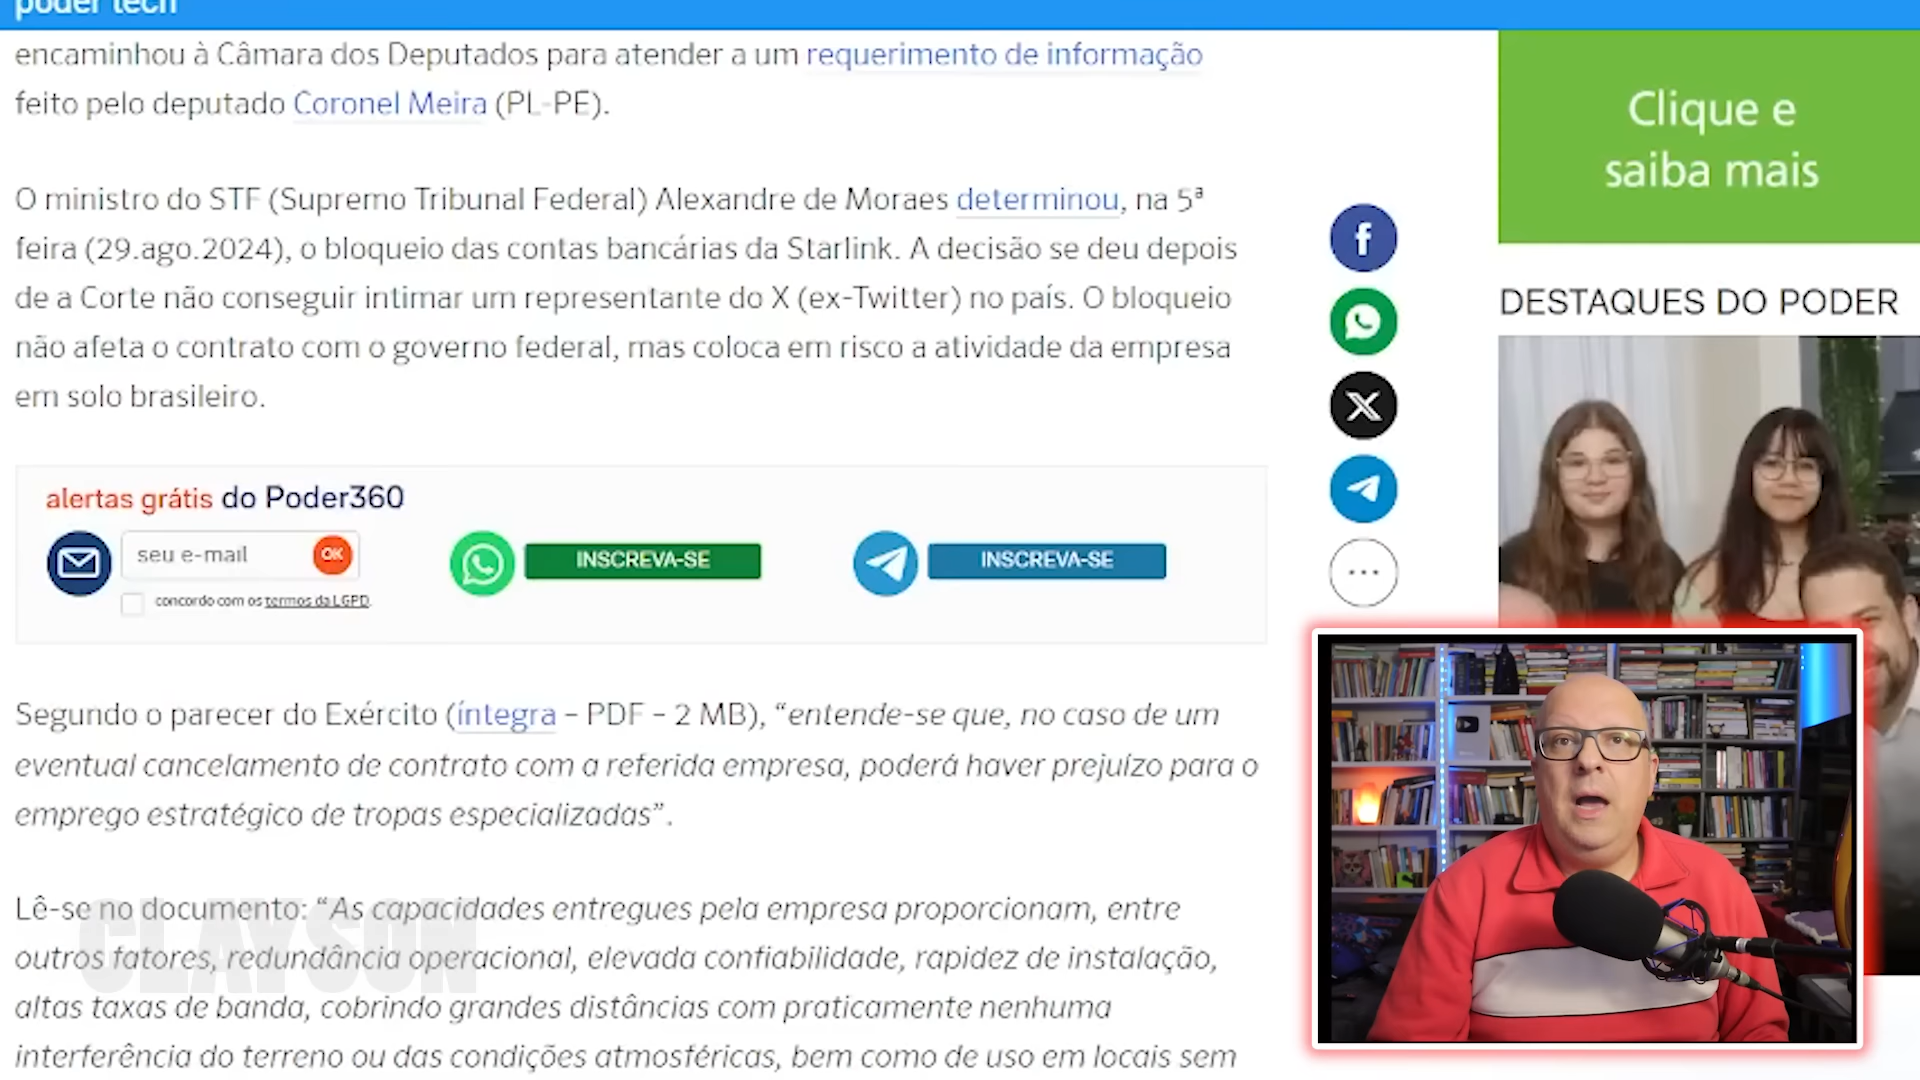 poder tech
encaminhou à Câmara dos Deputados para atender a um requerimento de informação
feito pelo deputado Coronel Meira (PL-PE).
O ministro do STF (Supremo Tribunal Federal) Alexandre de Moraes determinou, na 5ª
feira (29.ago.2024), o bloqueio das contas bancárias da Starlink. A decisão se deu depois
de a Corte não conseguir intimar um representante do X (ex-Twitter) no país. O bloqueio
não afeta o contrato com o governo federal, mas coloca em risco a atividade da empresa
em solo brasileiro.
alertas grátis do Poder360
seu e-mail
OK
concordo com os termos da LGPD.
INSCREVA-SE
INSCREVA-SE
Segundo o parecer do Exército (íntegra – PDF – 2 MB), “entende-se que, no caso de um
eventual cancelamento de contrato com a referida empresa, poderá haver prejuízo para o
emprego estratégico de tropas especializadas”.
Lê-se no documento: “As capacidades entregues pela empresa proporcionam, entre
outros fatores, redundância operacional, elevada confiabilidade, rapidez de instalação,
altas taxas de banda, cobrindo grandes distâncias com praticamente nenhuma
interferência do terreno ou das condições atmosféricas, bem como de uso em locais sem
CLAYSON
Clique e
saiba mais
DESTAQUES DO PODER